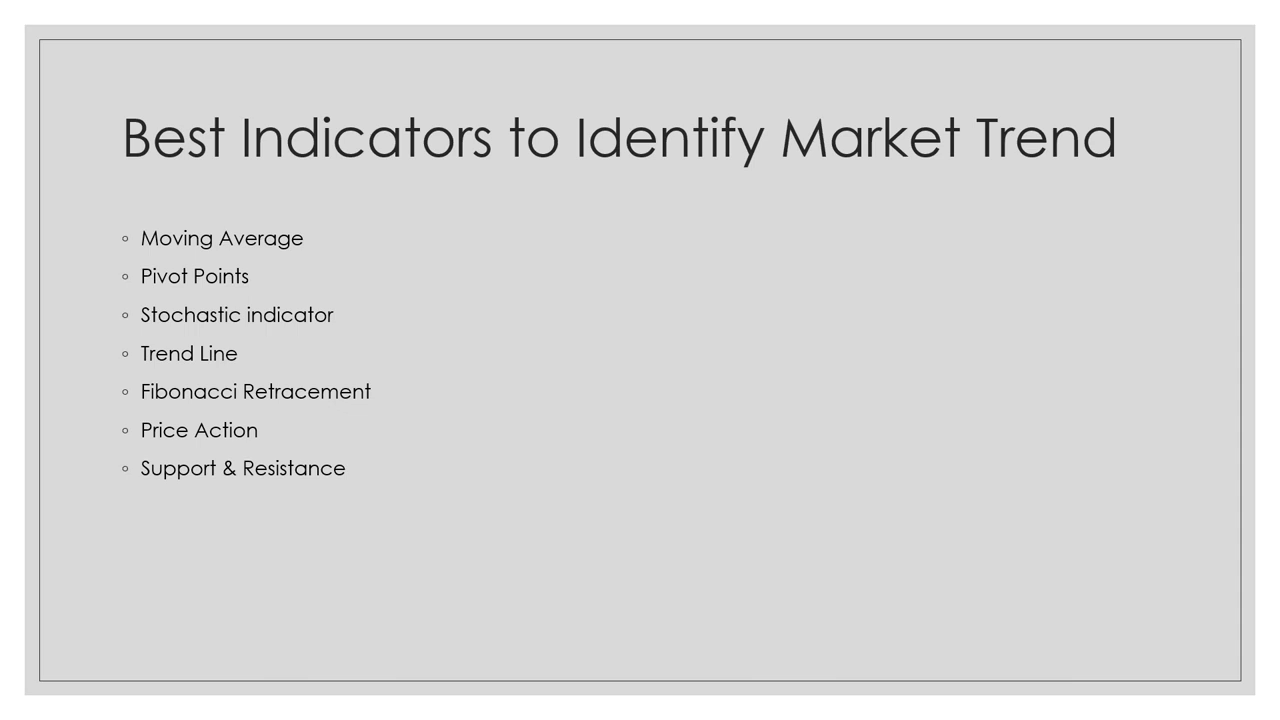 Best Indicators to Identify Market Trend
◦ Moving Average
◦ Pivot Points
◦ Stochastic indicator
◦ Trend Line
◦ Fibonacci Retracement
◦ Price Action
◦ Support & Resistance